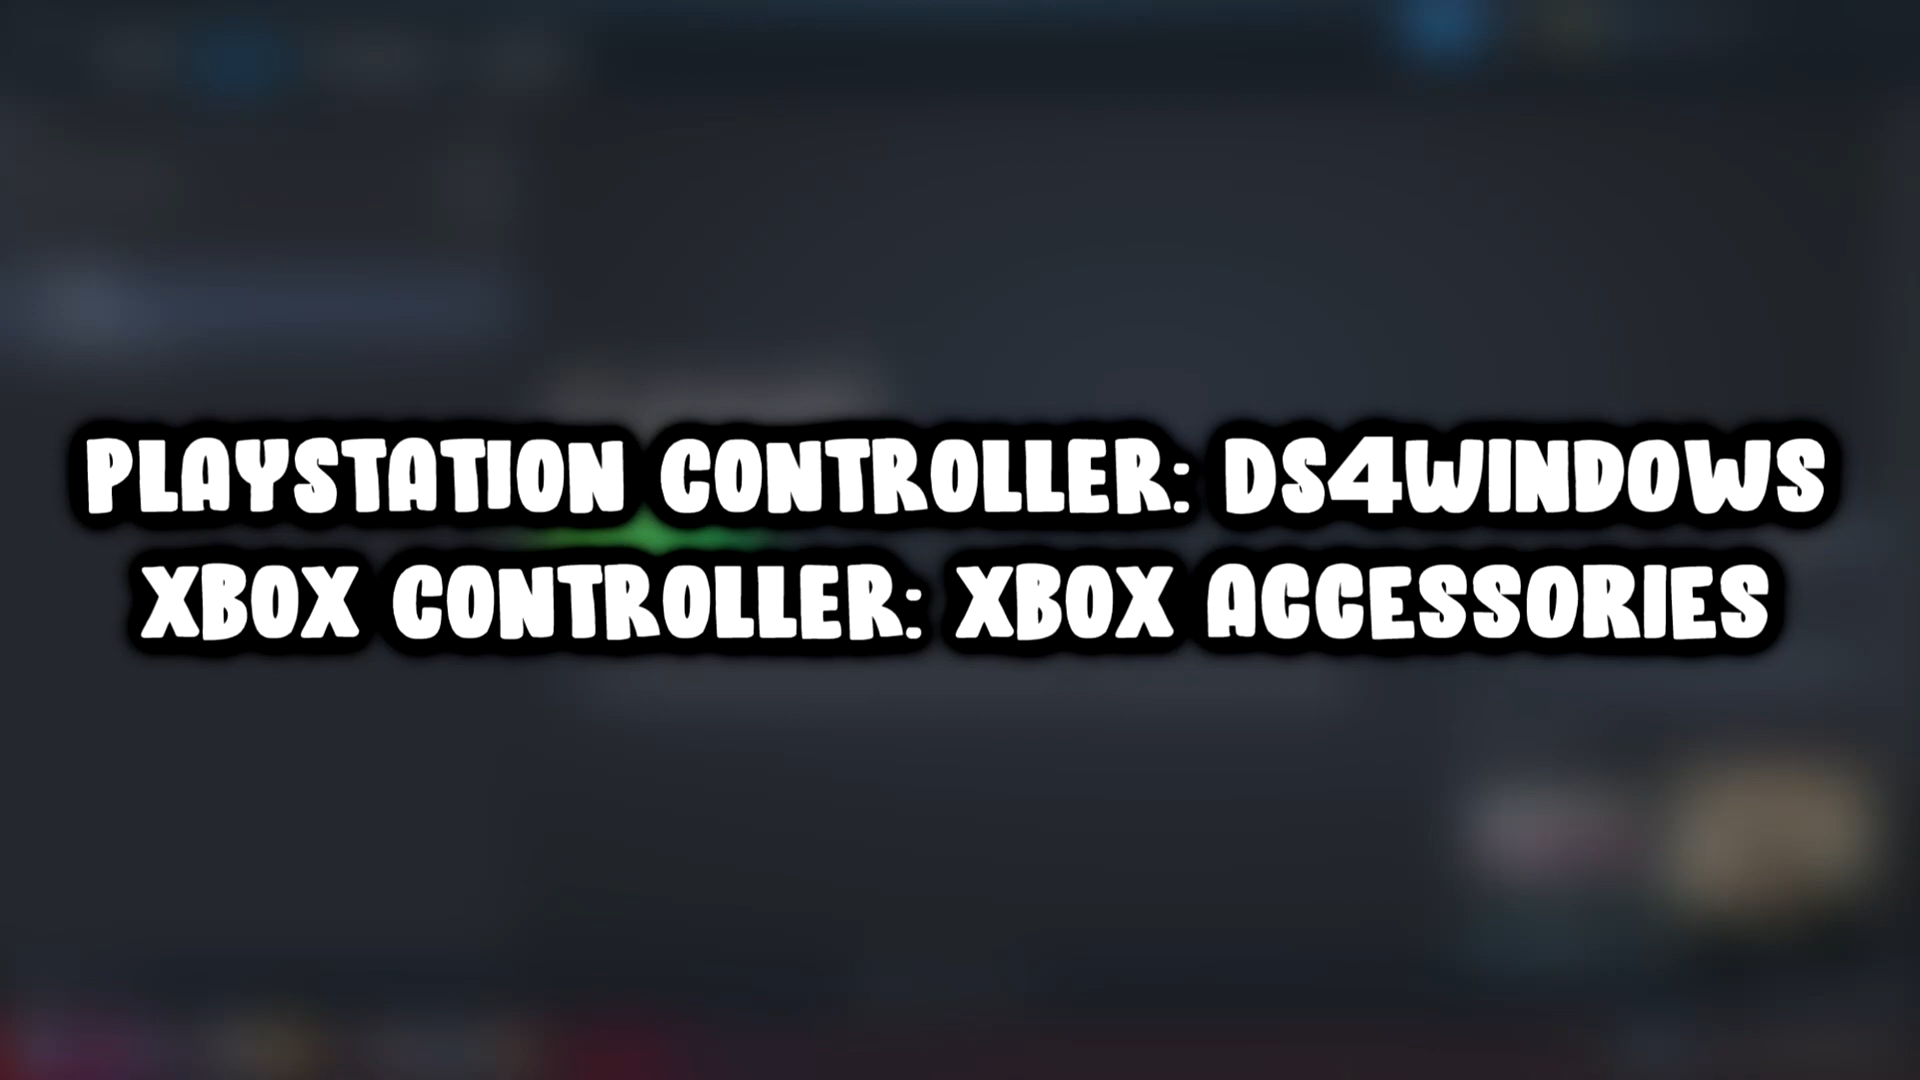 PLAYSTATION CONTROLLER: DS4WINDOWS
XBOX CONTROLLER: XBOX ACCESSORIES